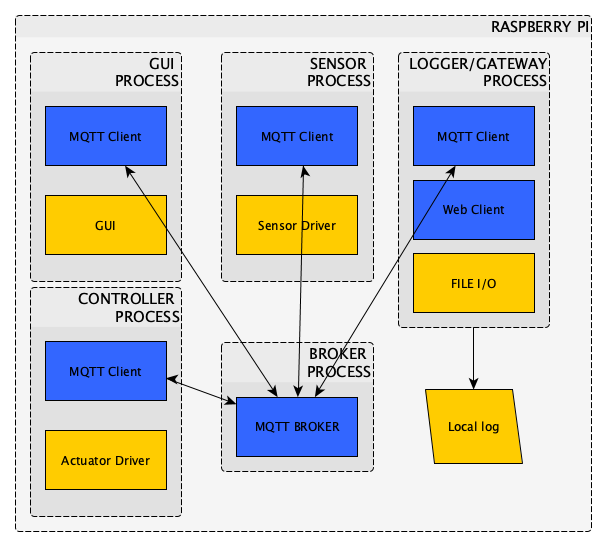 RASPBERRY PI
GUI
PROCESS
MQTT Client
GUI
SENSOR
PROCESS
MQTT Client
Sensor Driver
LOGGER/GATEWAY
PROCESS
MQTT Client
Web Client
FILE I/O
CONTROLLER
PROCESS
MQTT Client
Actuator Driver
BROKER
PROCESS
MQTT BROKER
Local log